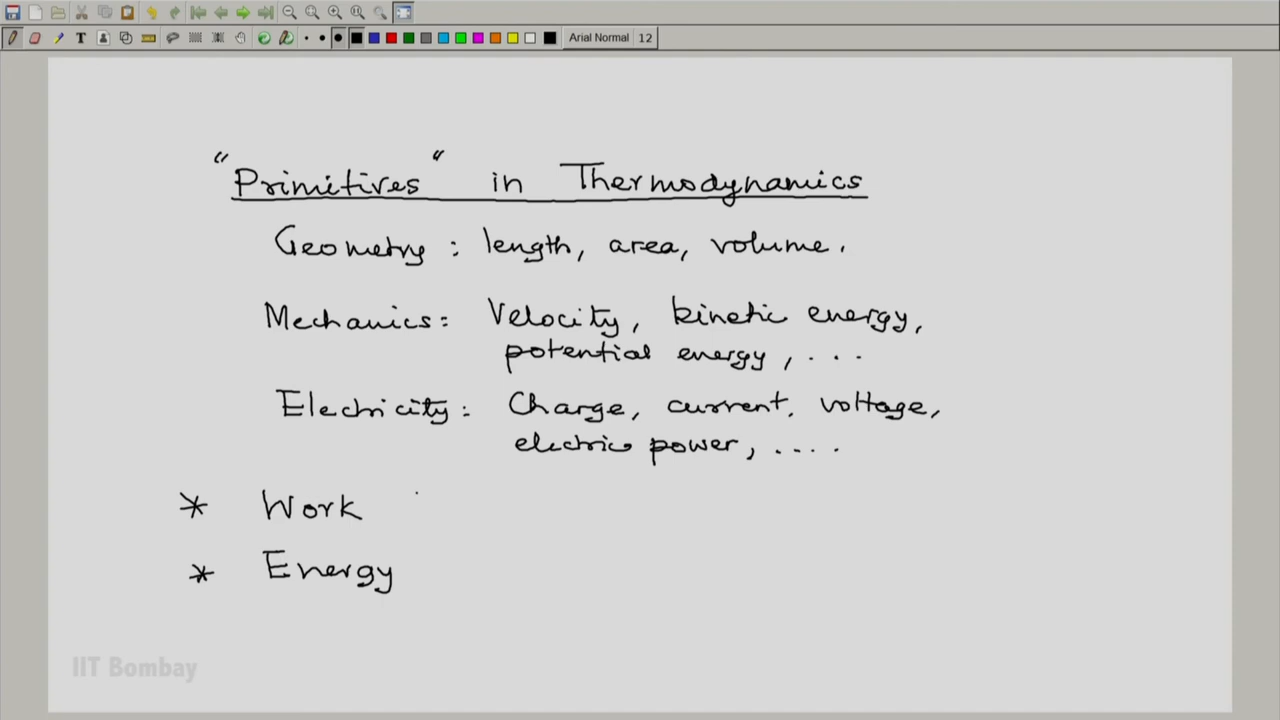 Arial Normal 12
"Primitives" in Thermodynamics
Geometry : length, area, volume.
Mechanics: Velocity, kinetic energy,
potential energy, . . .
Electricity: Charge, current, voltage,
electric power, . . . .
* Work
* Energy
IIT Bombay